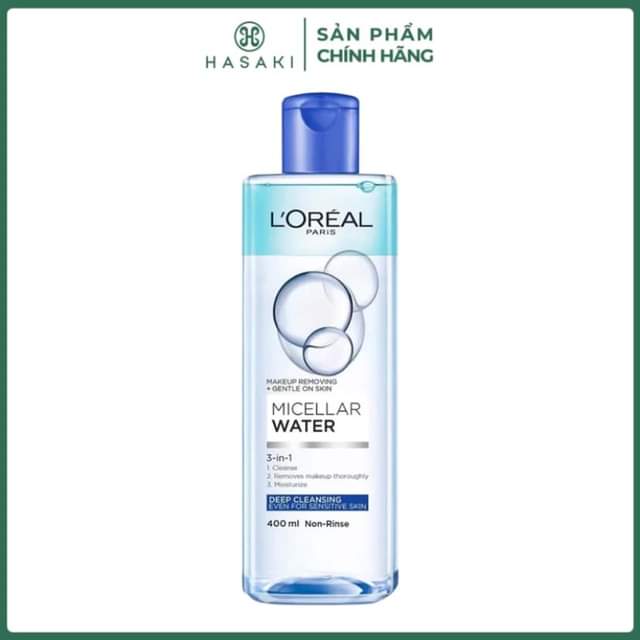 HASAKI
SẢN PHẨM
CHÍNH HÃNG
L'ORÉAL
PARIS
MAKEUP REMOVING
+ GENTLE ON SKIN
MICELLAR
WATER
3-in-1
1. Cleanse
2. Removes makeup thoroughly
3. Moisturize
DEEP CLEANSING
EVEN FOR SENSITIVE SKIN
400 ml Non-Rinse